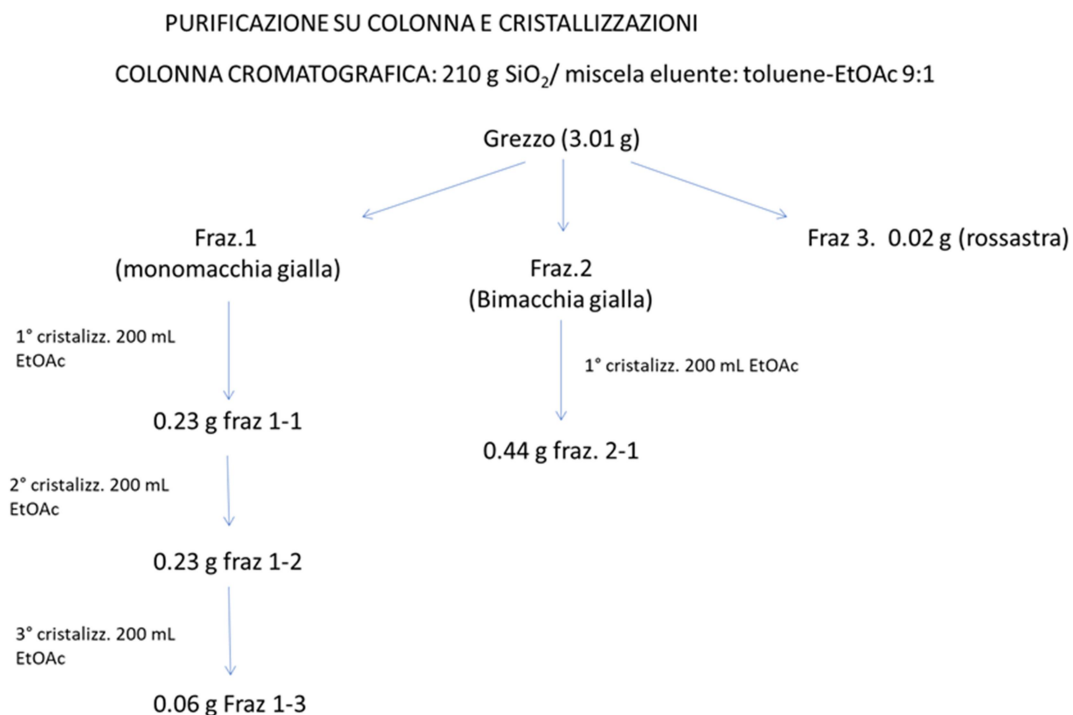 PURIFICAZIONE SU COLONNA E CRISTALLIZZAZIONI
COLONNA CROMATOGRAFICA: 210 g SiO₂/ miscela eluente: toluene-EtOAc 9:1
Grezzo (3.01 g)
Fraz.1
(monomacchia gialla)
Fraz.2
(Bimacchia gialla)
Fraz 3. 0.02 g (rossastra)
1° cristalizz. 200 mL
EtOAc
1° cristalizz. 200 mL EtOAc
0.23 g fraz 1-1
0.44 g fraz. 2-1
2° cristalizz. 200 mL
EtOAc
0.23 g fraz 1-2
3° cristalizz. 200 mL
EtOAc
0.06 g Fraz 1-3